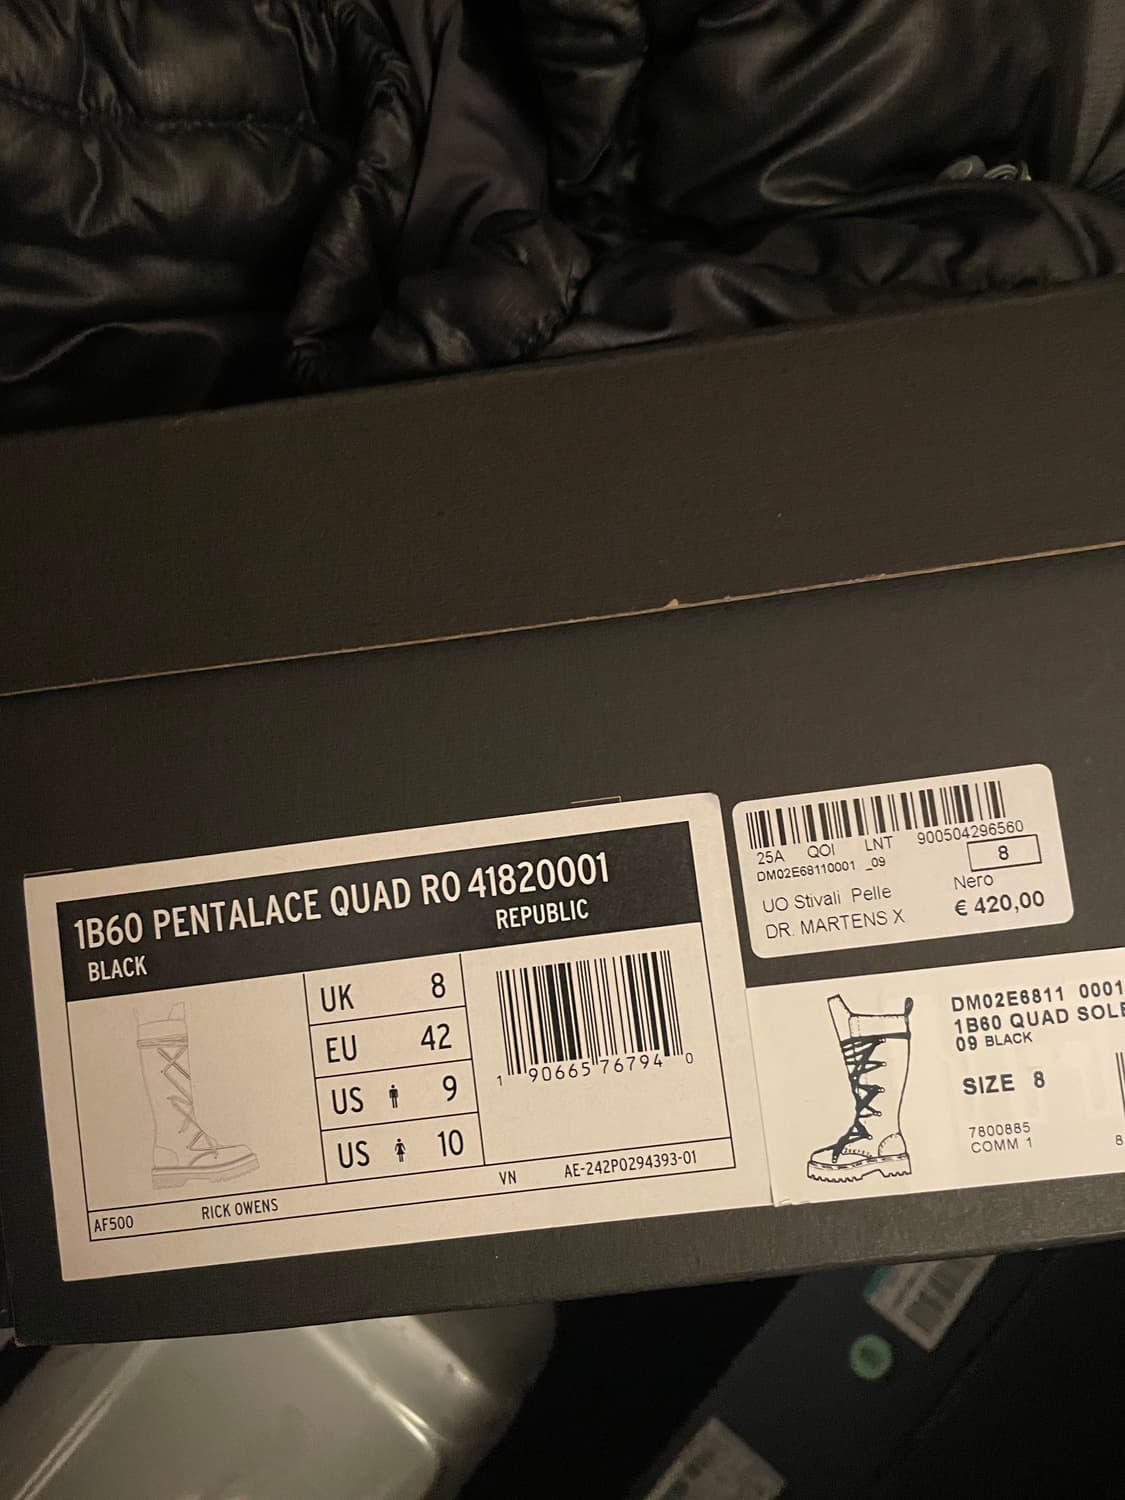 1B60 PENTALACE QUAD RO 41820001
REPUBLIC
BLACK
UK 8
EU 42
US 9
US 10
1 90665 76794 0
VN AE-242P0294393-01
AF500 RICK OWENS
25A QOI LNT 900504296560
DM02E68110001 _09
8
UO Stivali Pelle Nero
DR. MARTENS X € 420,00
DM02E6811 0001
1B60 QUAD SOLE
09 BLACK
SIZE 8
7800885
COMM 1
8